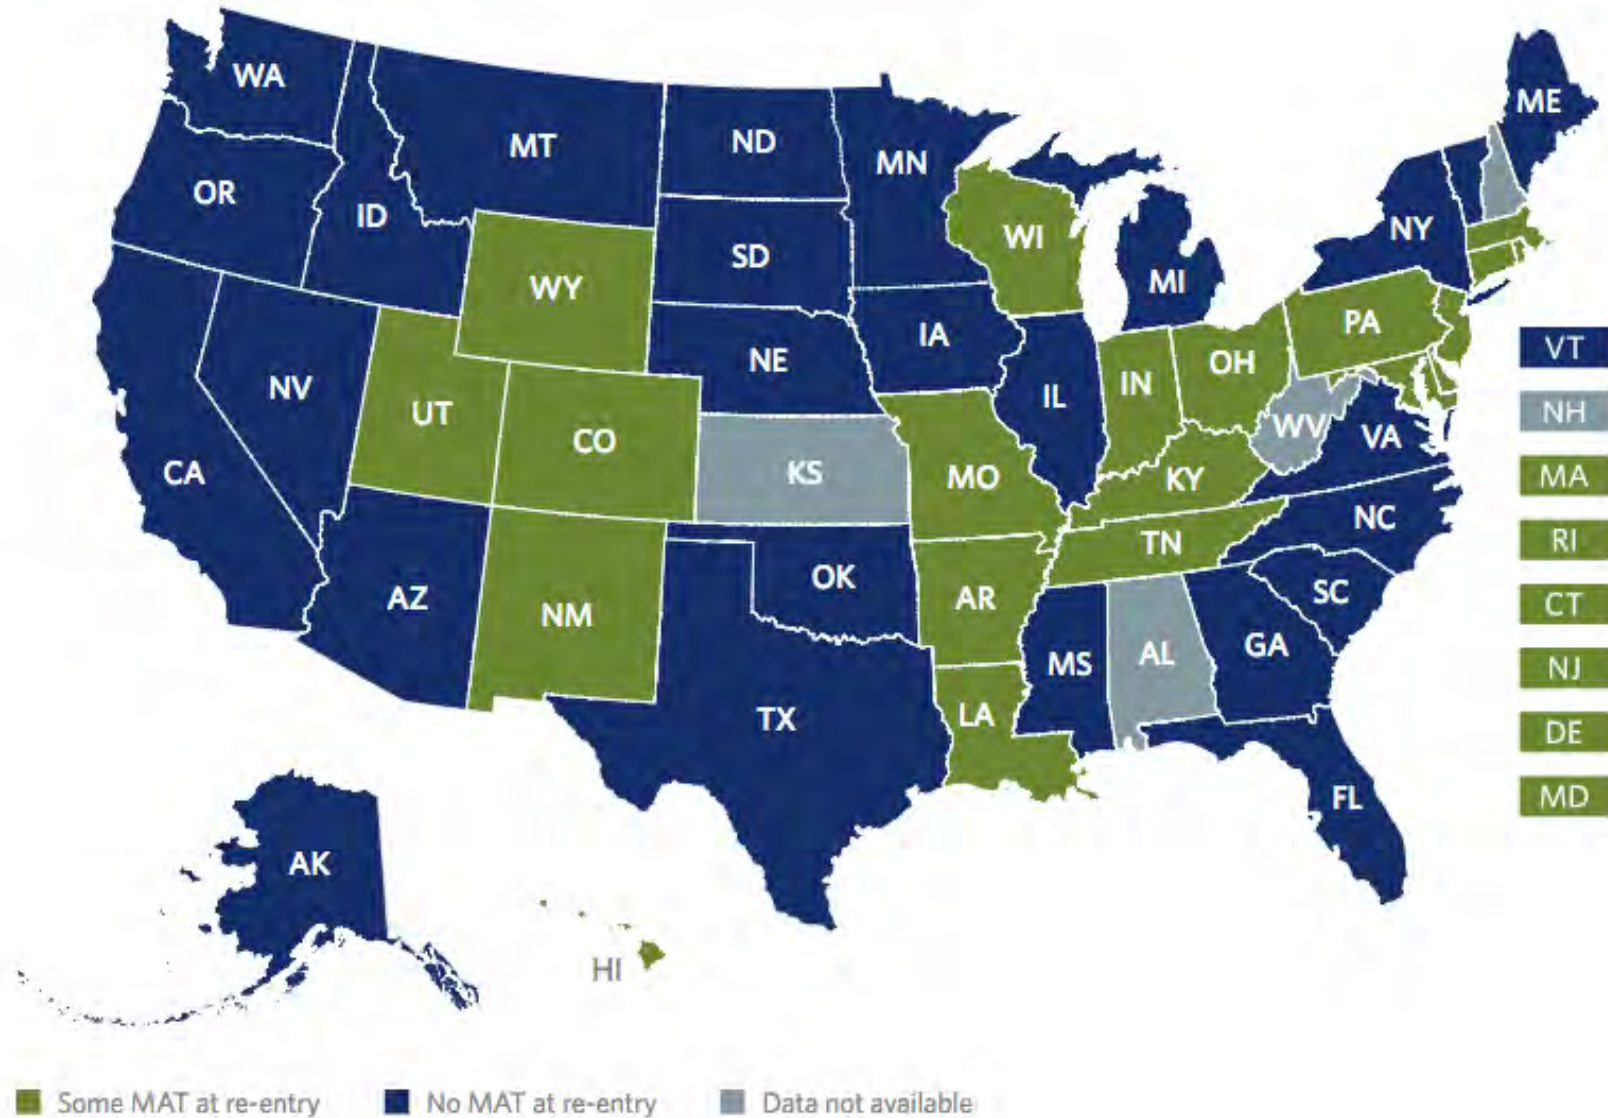 WA
MT
ND
MN
ME
OR
ID
SD
WI
NY
MI
WY
IA
PA
NE
OH
VT
NV
UT
CO
IN
IL
NH
WV
VA
CA
KS
MO
KY
MA
NC
TN
RI
OK
AZ
NM
AR
SC
CT
MS
AL
GA
NJ
TX
LA
DE
FL
MD
AK
HI
Some MAT at re-entry
No MAT at re-entry
Data not available